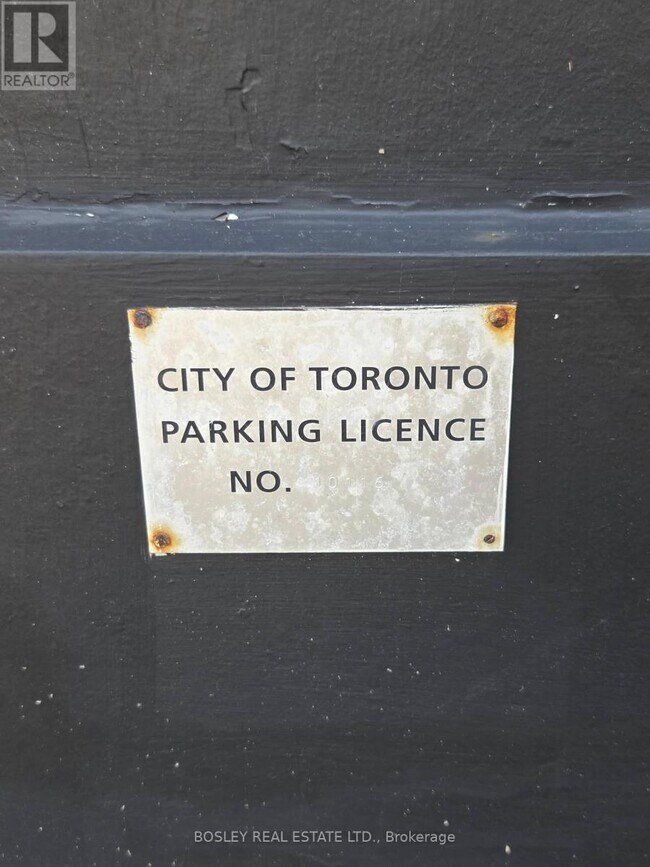 REALTOR®
CITY OF TORONTO
PARKING LICENCE
NO.
BOSLEY REAL ESTATE LTD., Brokerage